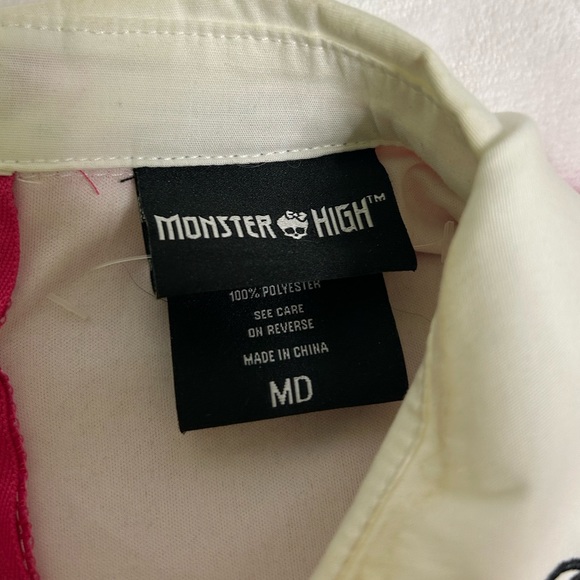 MONSTER HIGH™
100% POLYESTER
SEE CARE
ON REVERSE
MADE IN CHINA
MD